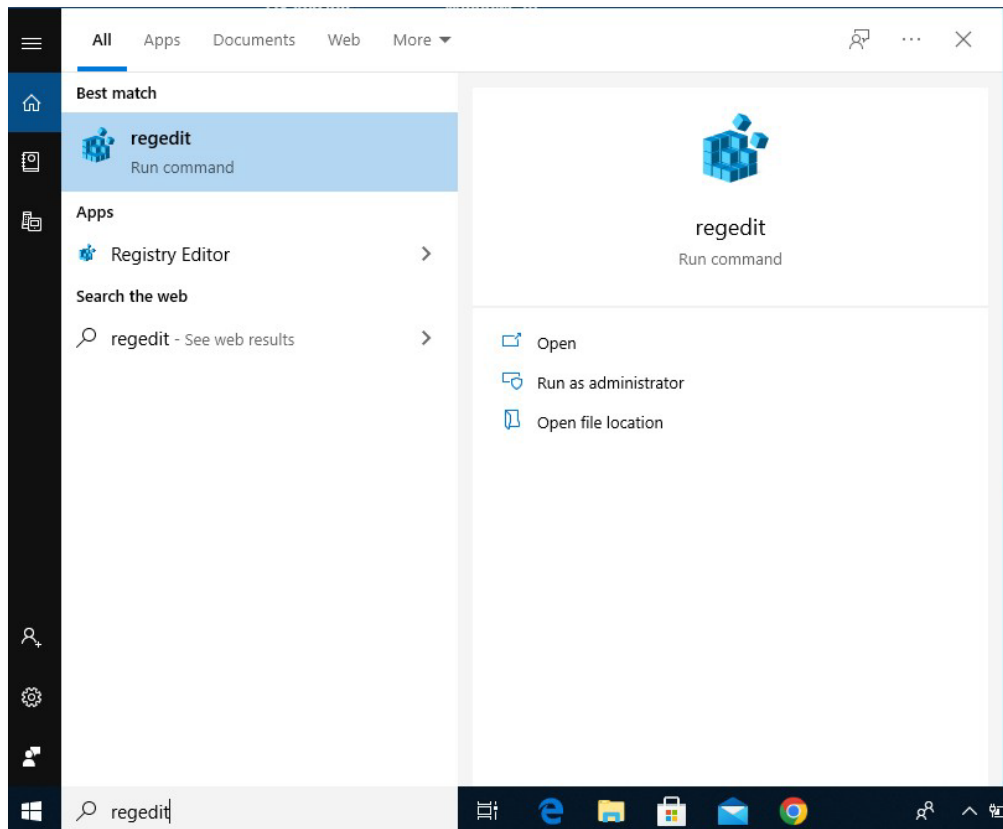 All Apps Documents Web More
Best match
regedit
Run command
Apps
Registry Editor
Search the web
regedit - See web results
regedit
Run command
Open
Run as administrator
Open file location
regedit